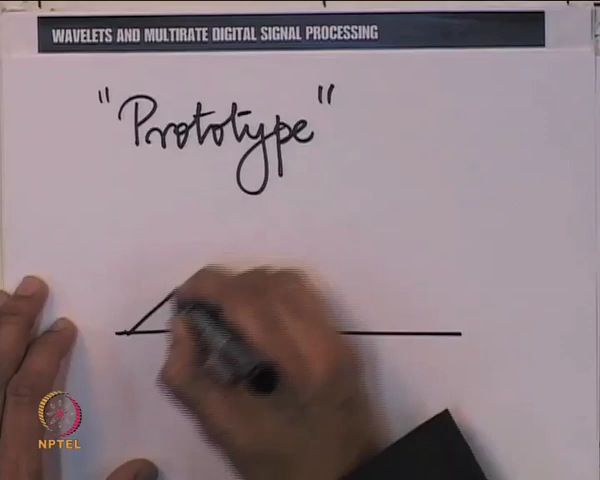 WAVELETS AND MULTIRATE DIGITAL SIGNAL PROCESSING
"Prototype"
NPTEL